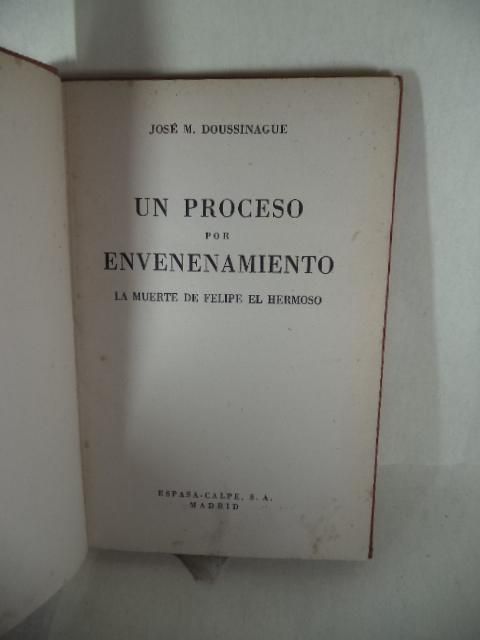 JOSÉ M. DOUSSINAGUE
UN PROCESO
POR
ENVENENAMIENTO
LA MUERTE DE FELIPE EL HERMOSO
ESPASA-CALPE, S. A.
MADRID